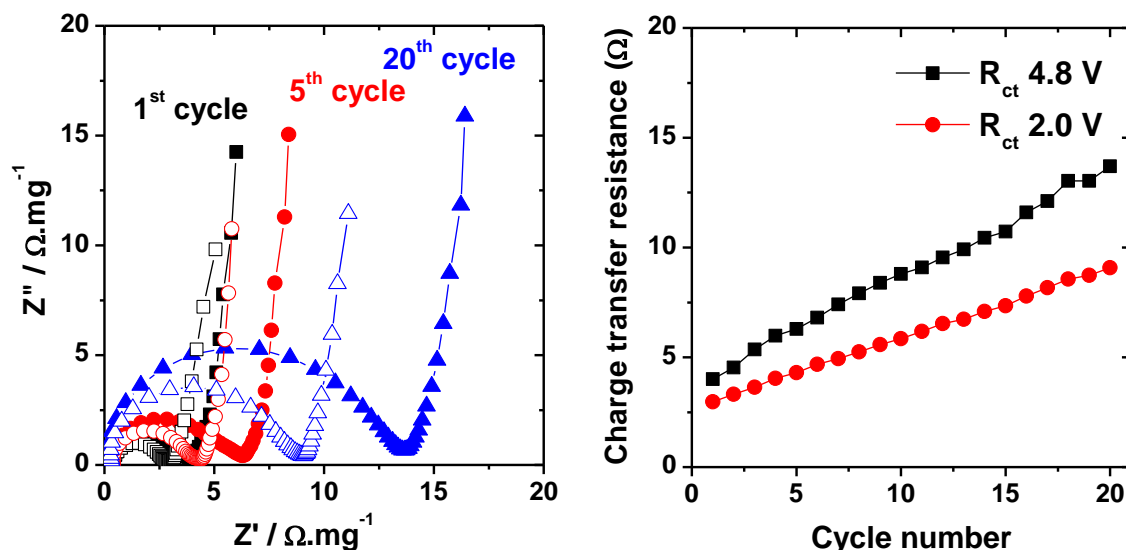 20
15
10
5
0
0
5
10
15
20
Z" / Ω.mg⁻¹
Z' / Ω.mg⁻¹
1ˢᵗ cycle
5ᵗʰ cycle
20ᵗʰ cycle
20
15
10
5
0
0
5
10
15
20
Charge transfer resistance (Ω)
Cycle number
R_ct 4.8 V
R_ct 2.0 V